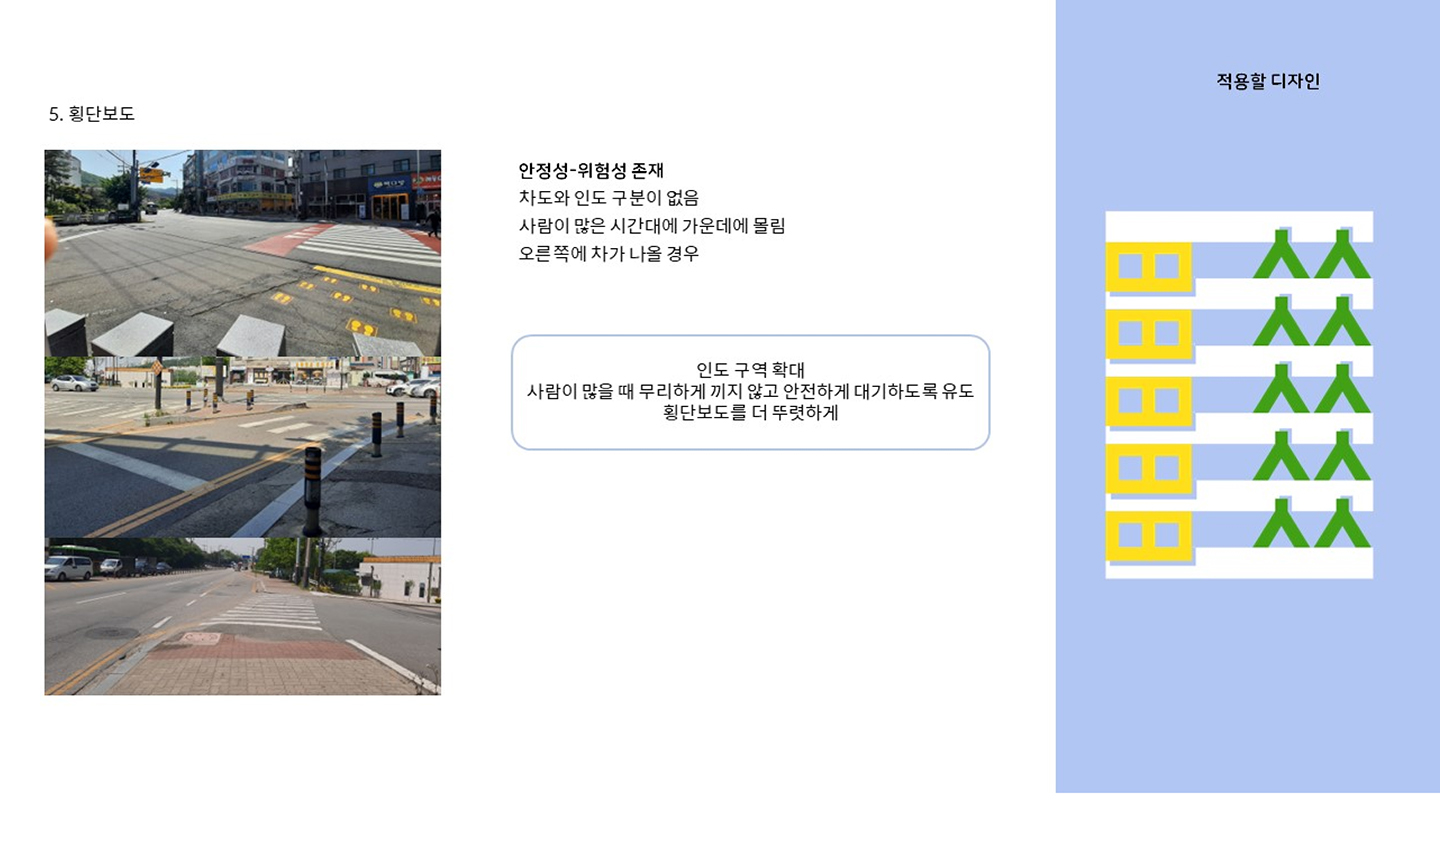 5. 횡단보도
안정성-위험성 존재
차도와 인도 구분이 없음
사람이 많은 시간대에 가운데에 몰림
오른쪽에 차가 나올 경우
인도 구역 확대
사람이 많을 때 무리하게 끼지 않고 안전하게 대기하도록 유도
횡단보도를 더 뚜렷하게
적용할 디자인